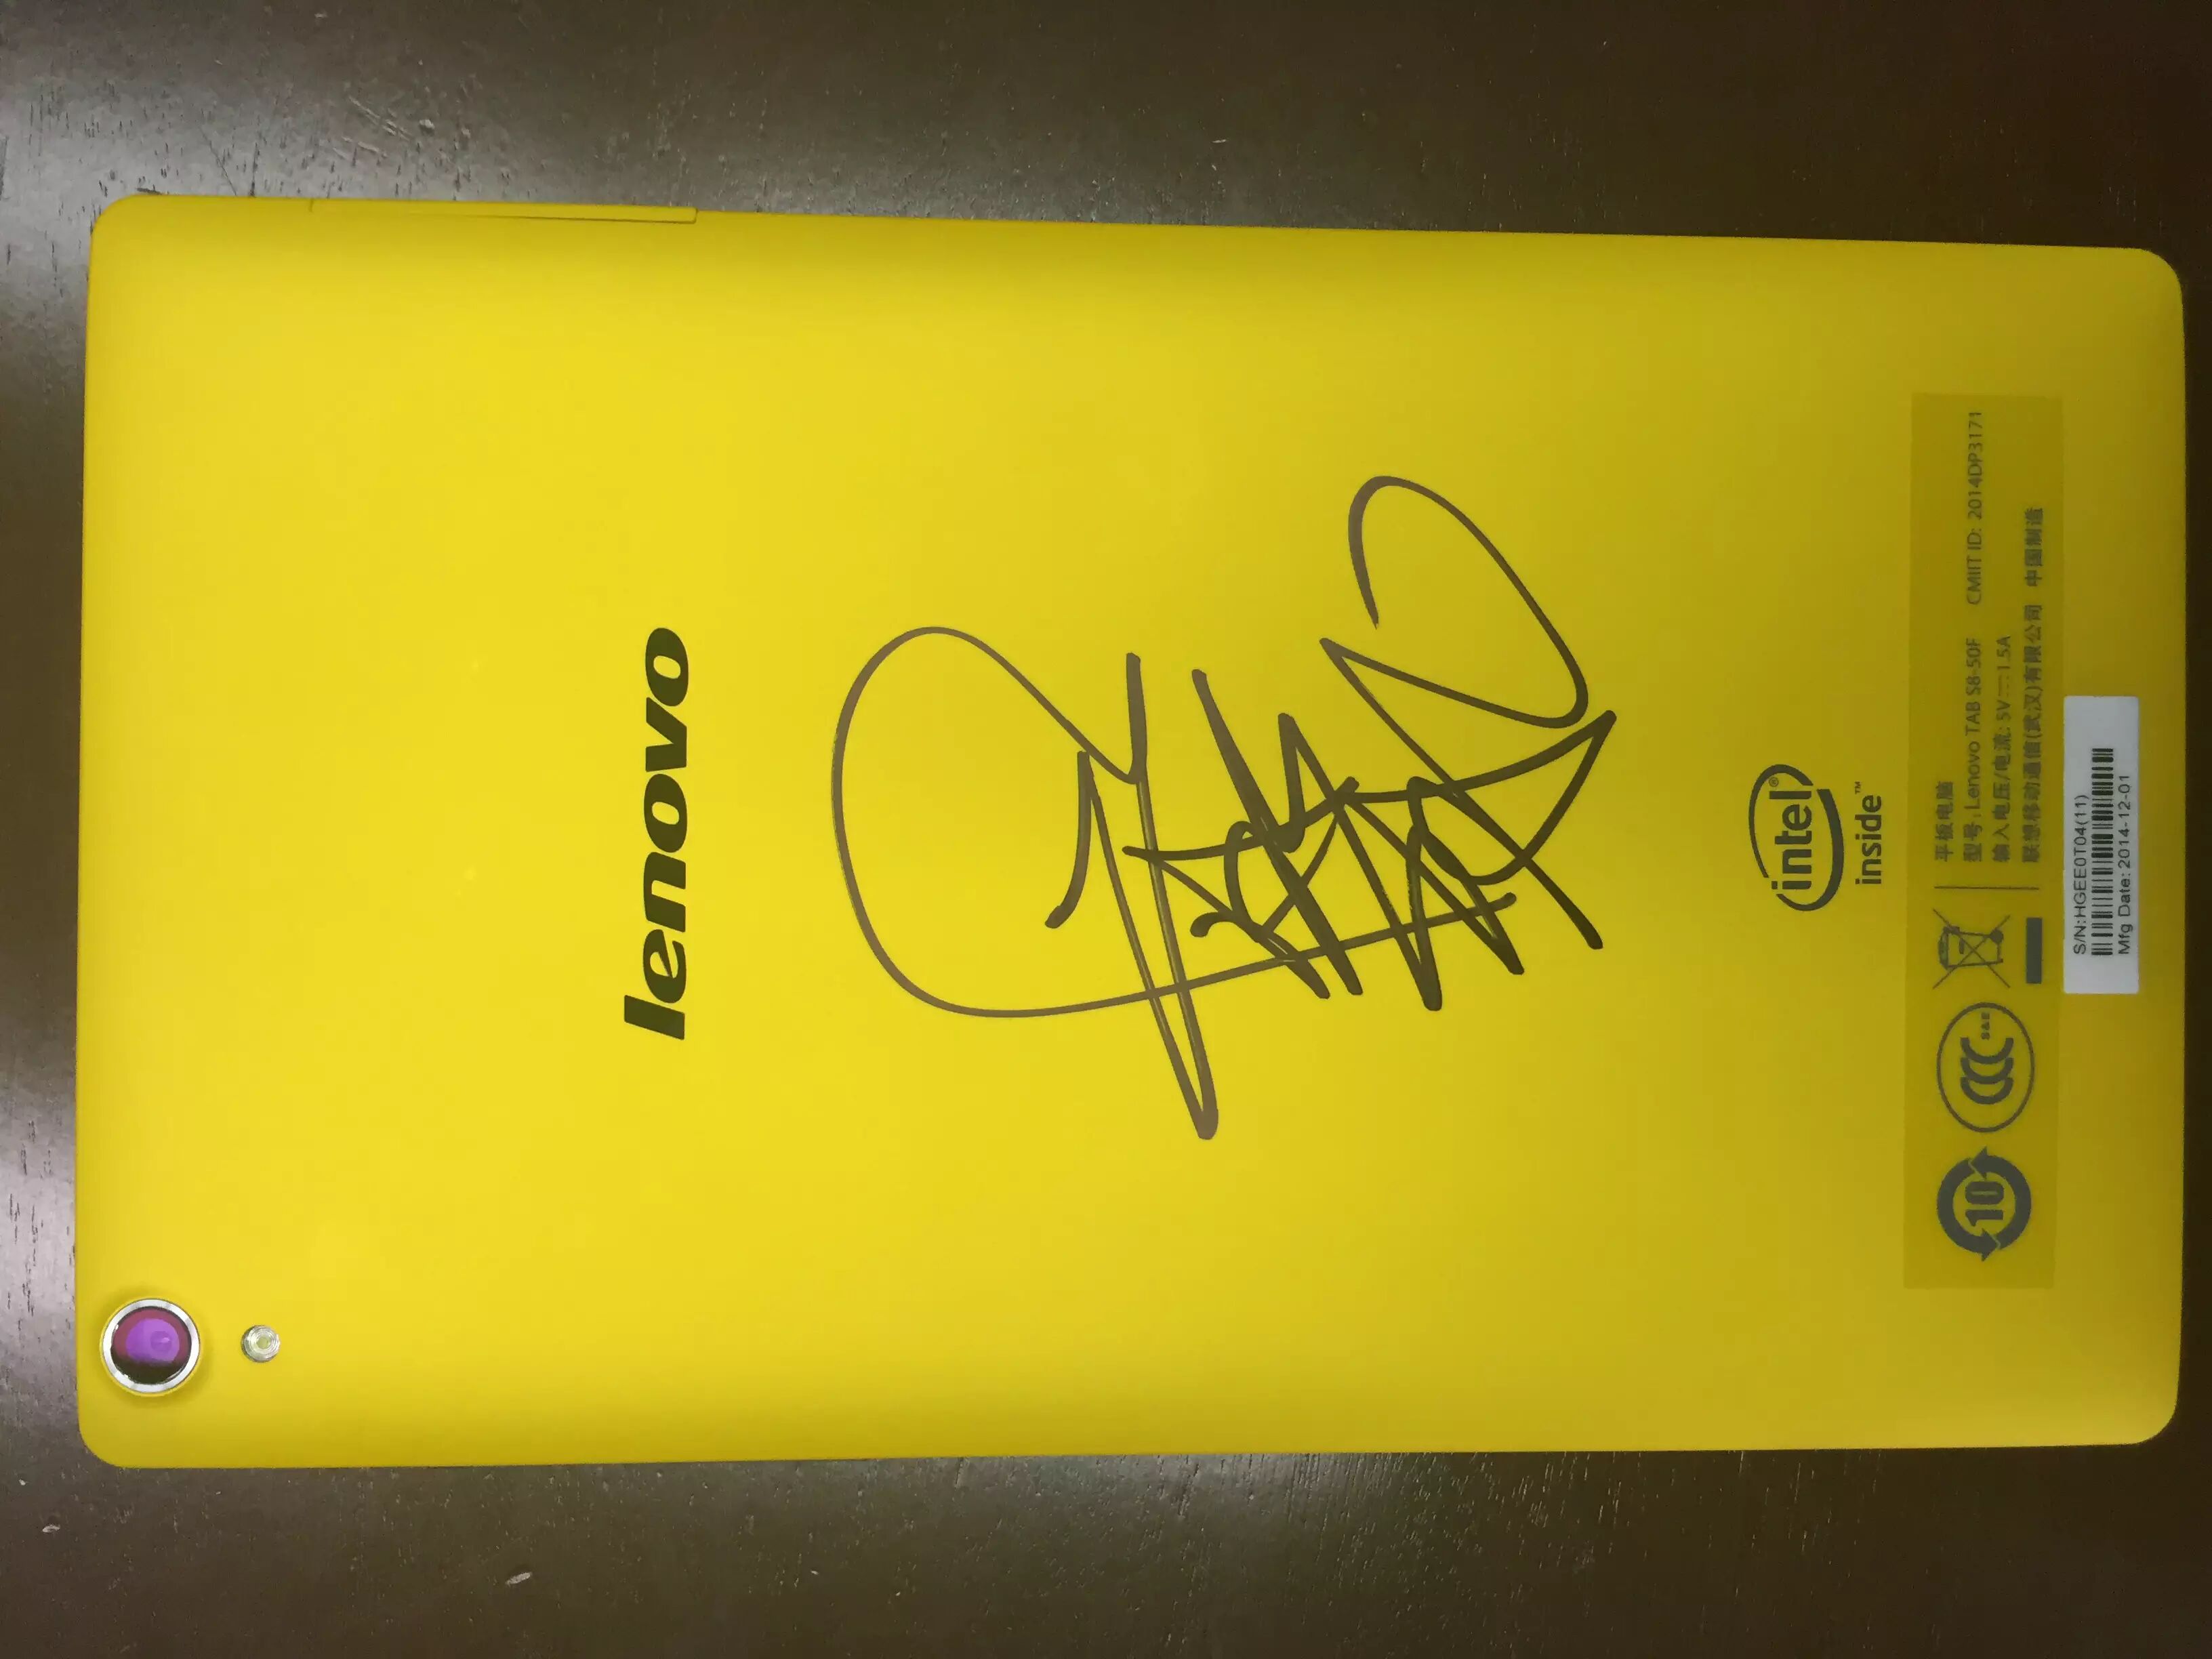 lenovo
intel®
inside™
平板电脑
型号: Lenovo TAB S8-50F CMIIT ID: 2014DP3171
输入电压/电流: 5V 1.5A
联想移动通信(武汉)有限公司 中国制造
10
CCC S&E
S/N:HGEE0T04(11)
Mfg Date: 2014-12-01